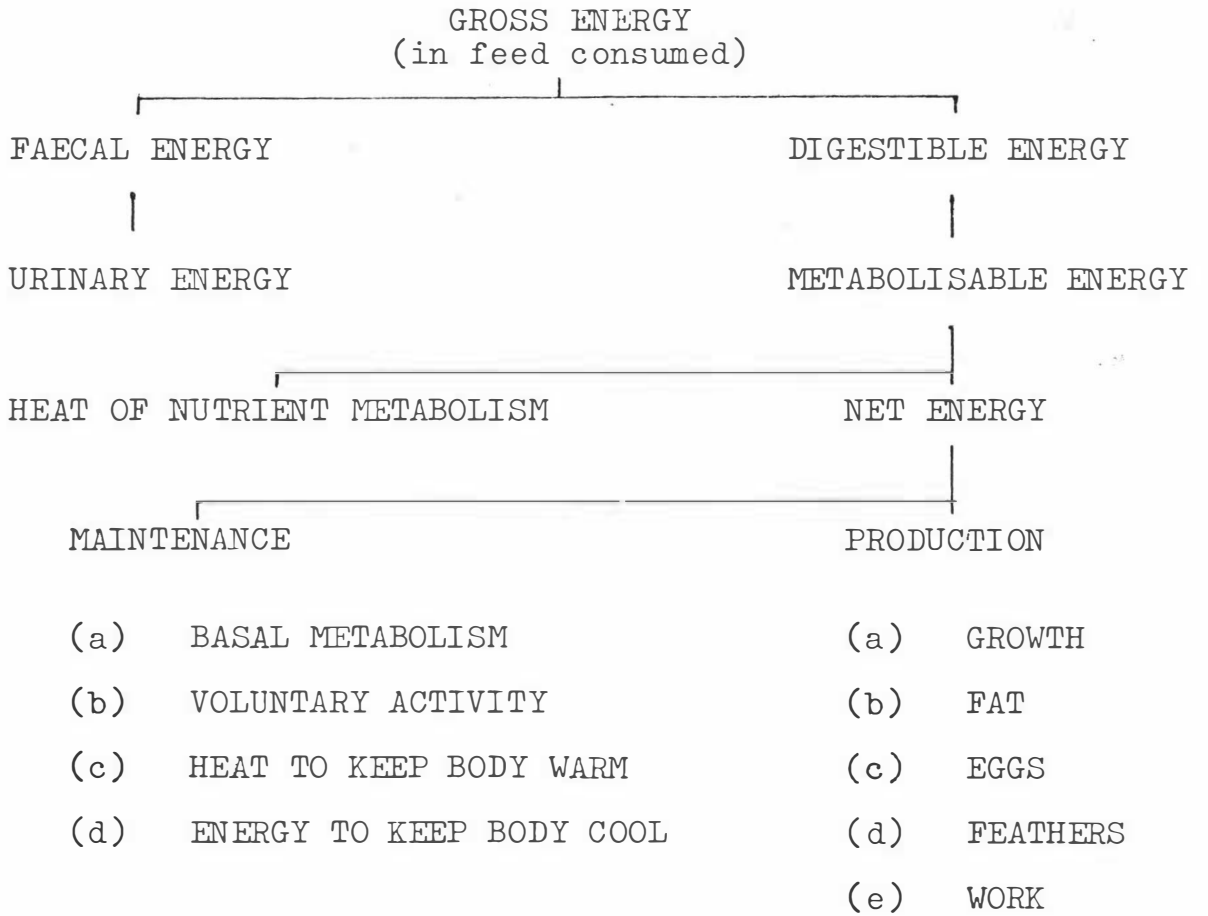 GROSS ENERGY
(in feed consumed)
FAECAL ENERGY DIGESTIBLE ENERGY
URINARY ENERGY METABOLISABLE ENERGY
HEAT OF NUTRIENT METABOLISM NET ENERGY
MAINTENANCE PRODUCTION
(a) BASAL METABOLISM (a) GROWTH
(b) VOLUNTARY ACTIVITY (b) FAT
(c) HEAT TO KEEP BODY WARM (c) EGGS
(d) ENERGY TO KEEP BODY COOL (d) FEATHERS
(e) WORK